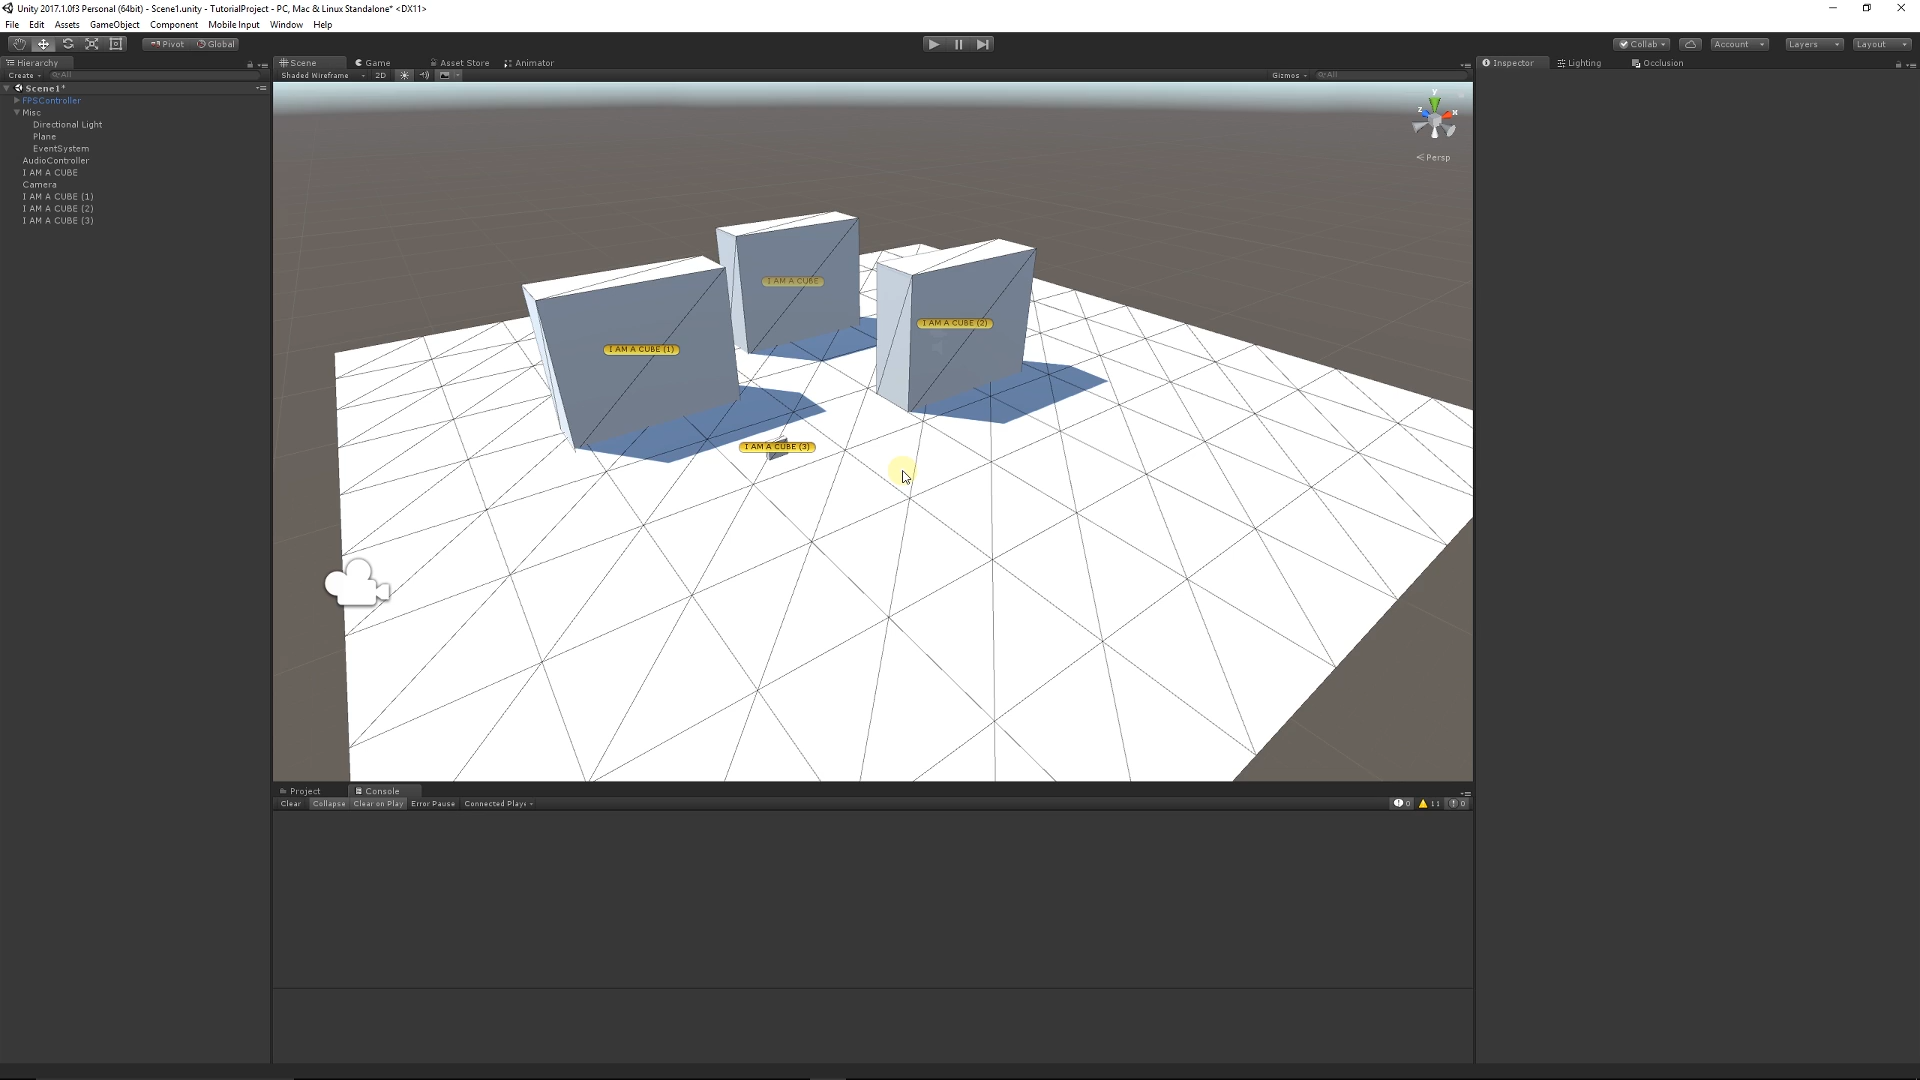 Unity 2017.1.0f3 Personal (64bit) - Scene1.unity - TutorialProject - PC, Mac & Linux Standalone* <DX11>
File Edit Assets GameObject Component Mobile Input Window Help
Pivot Global
Collab Account Layers Layout
Hierarchy
Scene Game Asset Store Animator
Inspector Lighting Occlusion
Create All
Shaded Wireframe 2D Gizmos All
Scene1*
FPSController
Misc
Directional Light
Plane
EventSystem
AudioController
I AM A CUBE
Camera
I AM A CUBE (1)
I AM A CUBE (2)
I AM A CUBE (3)
y
z x
Persp
I AM A CUBE
I AM A CUBE (2)
I AM A CUBE (1)
I AM A CUBE (3)
Project Console
Clear Collapse Clear on Play Error Pause Connected Playe
0 11 0